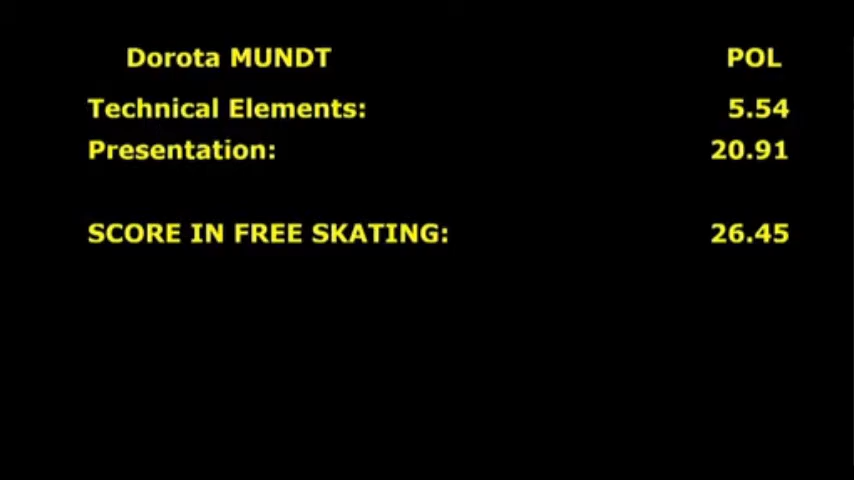 Dorota MUNDT POL
Technical Elements: 5.54
Presentation: 20.91
SCORE IN FREE SKATING: 26.45